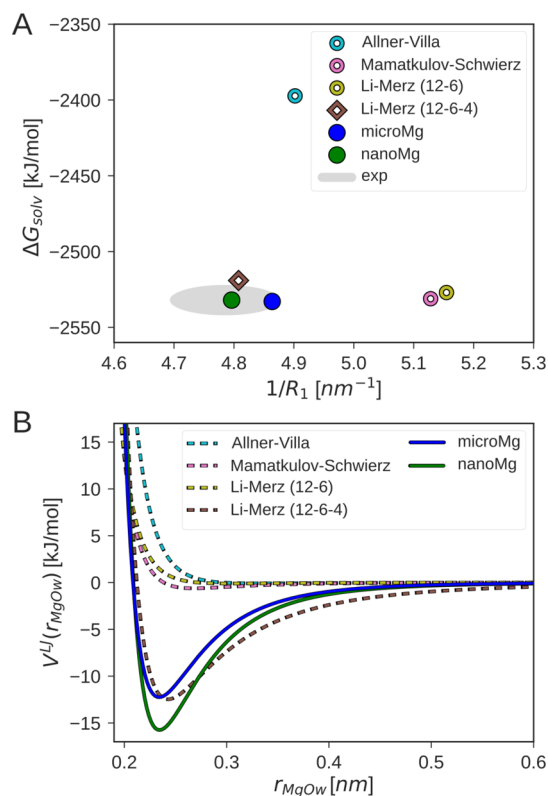 A
−2350
−2400
−2450
−2500
−2550
ΔG_solv [kJ/mol]
Allner-Villa
Mamatkulov-Schwierz
Li-Merz (12-6)
Li-Merz (12-6-4)
microMg
nanoMg
exp
4.6 4.7 4.8 4.9 5.0 5.1 5.2 5.3
1/R₁ [nm⁻¹]
B
15
10
5
0
−5
−10
−15
V^LJ(r_MgOw) [kJ/mol]
Allner-Villa
Mamatkulov-Schwierz
Li-Merz (12-6)
Li-Merz (12-6-4)
microMg
nanoMg
0.2 0.3 0.4 0.5 0.6
r_MgOw [nm]